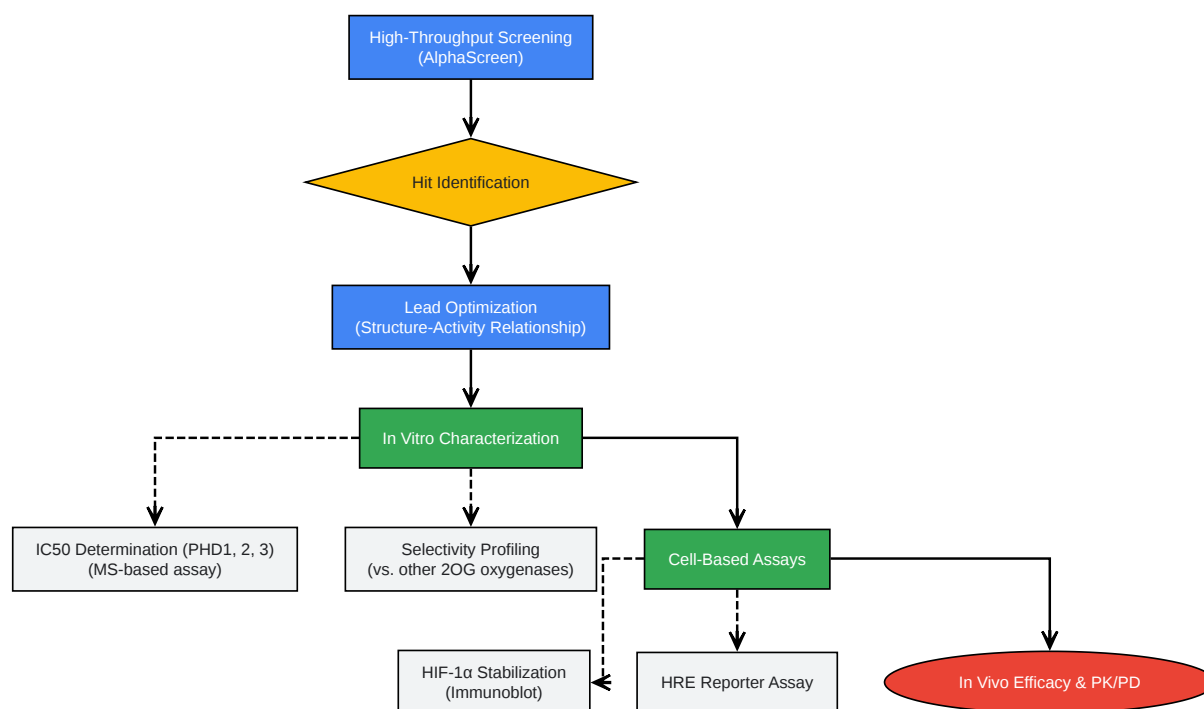 High-Throughput Screening
(AlphaScreen)
Hit Identification
Lead Optimization
(Structure-Activity Relationship)
In Vitro Characterization
IC50 Determination (PHD1, 2, 3)
(MS-based assay)
Selectivity Profiling
(vs. other 2OG oxygenases)
Cell-Based Assays
HIF-1α Stabilization
(Immunoblot)
HRE Reporter Assay
In Vivo Efficacy & PK/PD